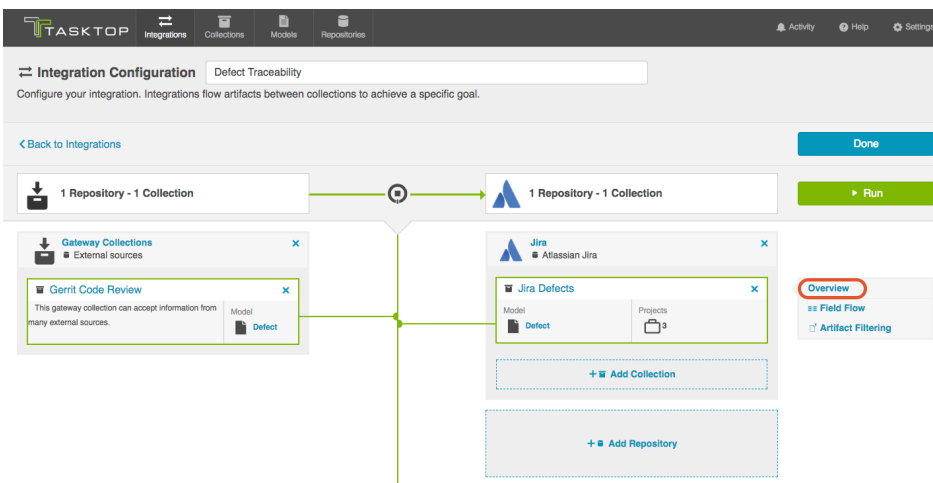 TASKTOP
Integrations
Collections
Models
Repositories
Activity
Help
Settings
Integration Configuration
Defect Traceability
Configure your integration. Integrations flow artifacts between collections to achieve a specific goal.
Back to Integrations
Done
1 Repository - 1 Collection
1 Repository - 1 Collection
Run
Gateway Collections
External sources
Jira
Atlassian Jira
Gerrit Code Review
This gateway collection can accept information from
many external sources.
Model
Defect
Jira Defects
Model
Defect
Projects
3
Overview
Field Flow
Artifact Filtering
+ Add Collection
+ Add Repository